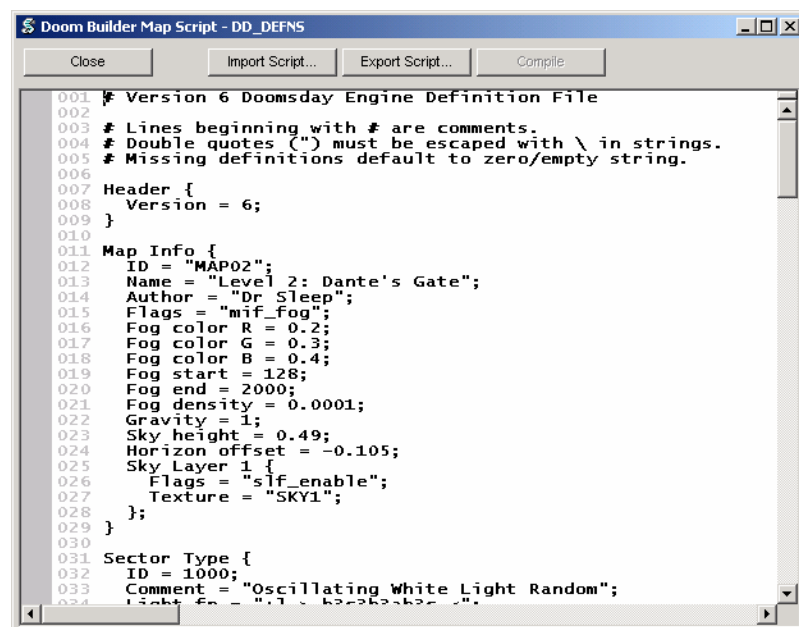 Doom Builder Map Script - DD_DEFNS
Close Import Script... Export Script... Compile
001 # Version 6 Doomsday Engine Definition File
002
003 # Lines beginning with # are comments.
004 # Double quotes (") must be escaped with \ in strings.
005 # Missing definitions default to zero/empty string.
006
007 Header {
008   Version = 6;
009 }
010
011 Map Info {
012   ID = "MAP02";
013   Name = "Level 2: Dante's Gate";
014   Author = "Dr Sleep";
015   Flags = "mif_fog";
016   Fog color R = 0.2;
017   Fog color G = 0.3;
018   Fog color B = 0.4;
019   Fog start = 128;
020   Fog end = 2000;
021   Fog density = 0.0001;
022   Gravity = 1;
023   Sky height = 0.49;
024   Horizon offset = -0.105;
025   Sky Layer 1 {
026     Flags = "slf_enable";
027     Texture = "SKY1";
028   };
029 }
030
031 Sector Type {
032   ID = 1000;
033   Comment = "Oscillating White Light Random";
034   Light fn =